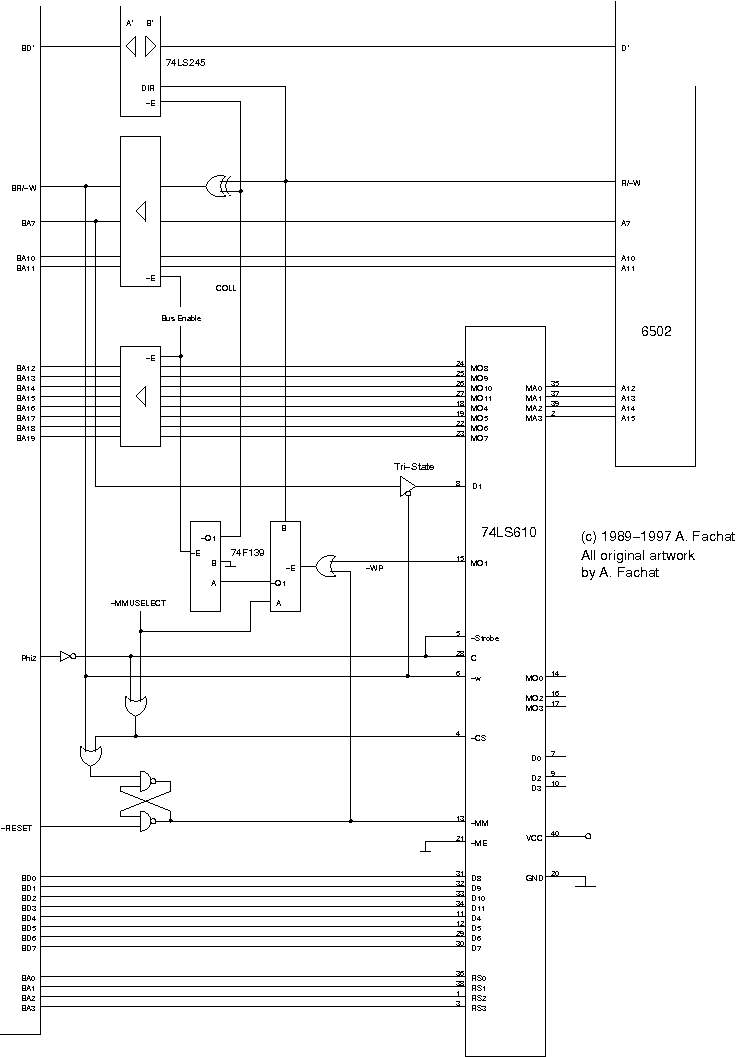 A' B'
BD' D'
74LS245
DIR
-E
BR/-W R/-W
BA7 A7
BA10 A10
BA11 A11
-E
COLL
Bus Enable
6502
-E
BA12 24 MO8
BA13 25 MO9
BA14 26 MO10 MA0 35 A12
BA15 27 MO11 MA1 37 A13
BA16 18 MO4 MA2 39 A14
BA17 19 MO5 MA3 2 A15
BA18 22 MO6
BA19 23 MO7
Tri-State
8 D1
B
74LS610
-Q1
-E 74F139
B
A
-E
-Q1
A
-WP
15 MO1
(c) 1989-1997 A. Fachat
All original artwork
by A. Fachat
-MMUSELECT
5 -Strobe
Phi2 28 C
6 -w MO0 14
MO2 16
MO3 17
4 -CS
D0 7
D2 9
D3 10
-RESET 13 -MM
21 -ME VCC 40
GND 20
BD0 31 D8
BD1 32 D9
BD2 33 D10
BD3 34 D11
BD4 11 D4
BD5 12 D5
BD6 29 D6
BD7 30 D7
BA0 36 RS0
BA1 38 RS1
BA2 1 RS2
BA3 3 RS3